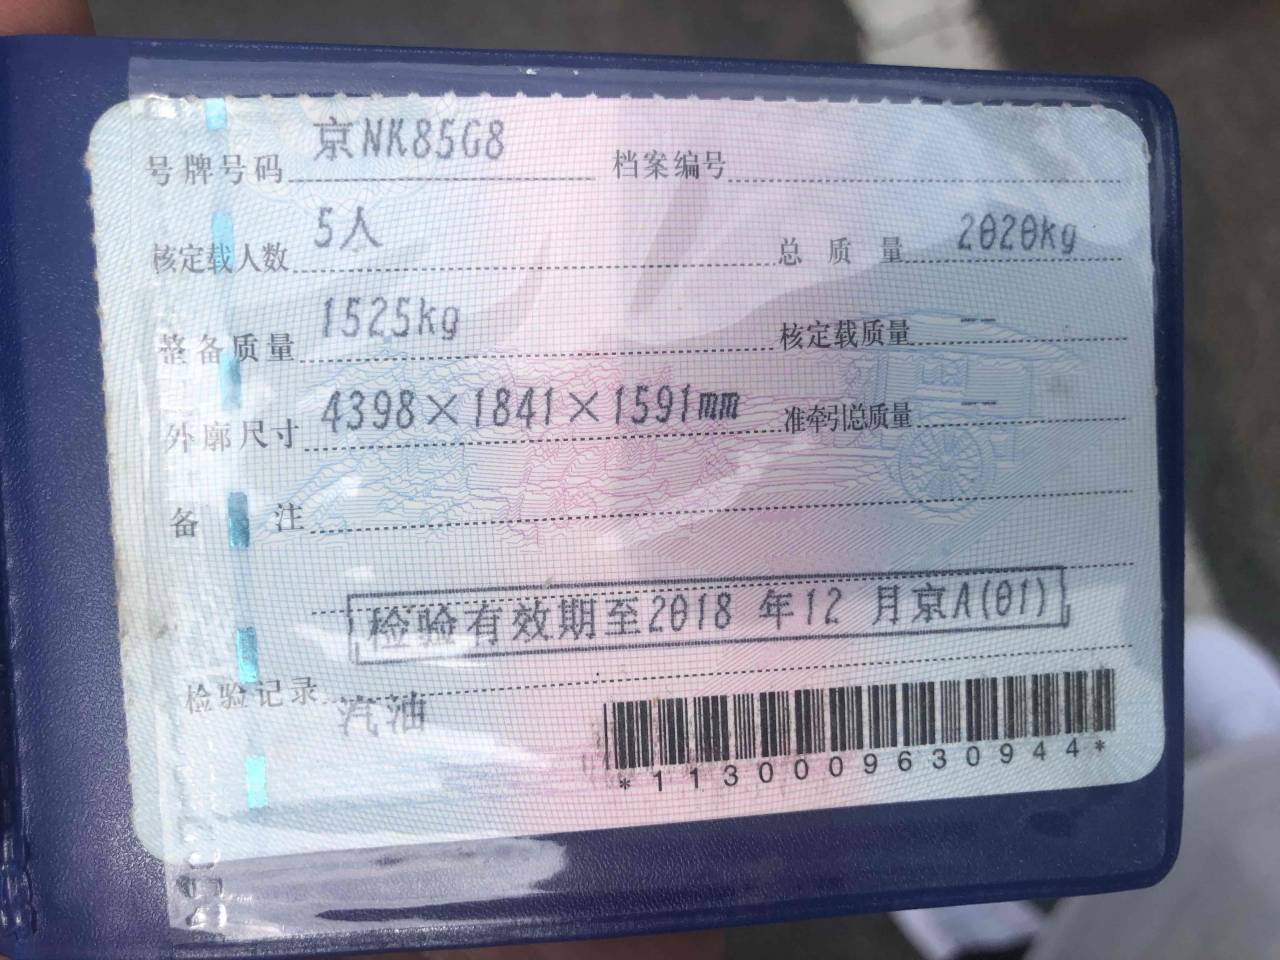 号牌号码 京NK85G8 档案编号
核定载人数 5人 总质量 2020kg
整备质量 1525kg 核定载质量 --
外廓尺寸 4398×1841×1591mm 准牵引总质量 --
备注
检验有效期至2018 年12 月京A(01)
检验记录 汽油
*1130009630944*